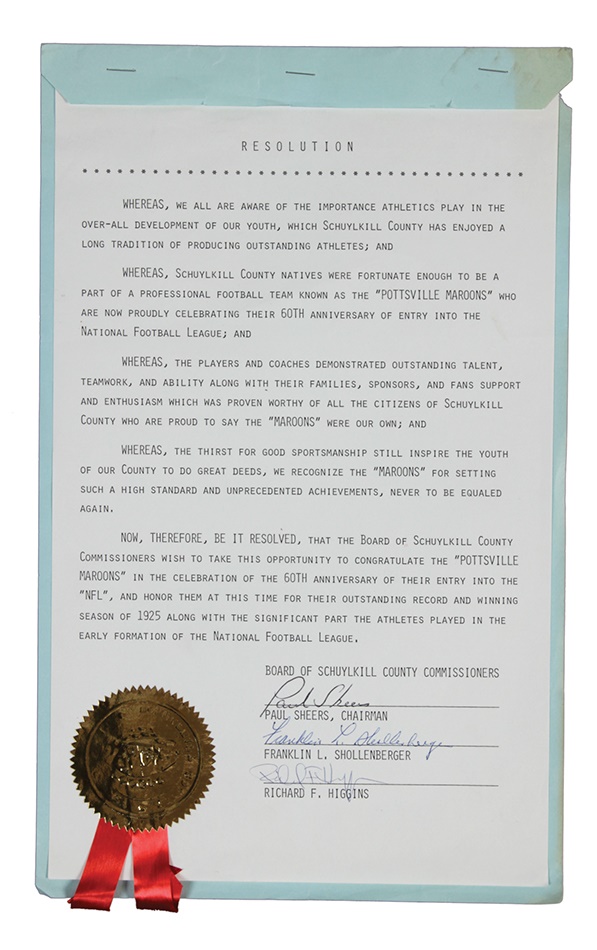 RESOLUTION
WHEREAS, WE ALL ARE AWARE OF THE IMPORTANCE ATHLETICS PLAY IN THE
OVER-ALL DEVELOPMENT OF OUR YOUTH, WHICH SCHUYLKILL COUNTY HAS ENJOYED A
LONG TRADITION OF PRODUCING OUTSTANDING ATHLETES; AND
WHEREAS, SCHUYLKILL COUNTY NATIVES WERE FORTUNATE ENOUGH TO BE A
PART OF A PROFESSIONAL FOOTBALL TEAM KNOWN AS THE "POTTSVILLE MAROONS" WHO
ARE NOW PROUDLY CELEBRATING THEIR 60TH ANNIVERSARY OF ENTRY INTO THE
NATIONAL FOOTBALL LEAGUE; AND
WHEREAS, THE PLAYERS AND COACHES DEMONSTRATED OUTSTANDING TALENT,
TEAMWORK, AND ABILITY ALONG WITH THEIR FAMILIES, SPONSORS, AND FANS SUPPORT
AND ENTHUSIASM WHICH WAS PROVEN WORTHY OF ALL THE CITIZENS OF SCHUYLKILL
COUNTY WHO ARE PROUD TO SAY THE "MAROONS" WERE OUR OWN; AND
WHEREAS, THE THIRST FOR GOOD SPORTSMANSHIP STILL INSPIRE THE YOUTH
OF OUR COUNTY TO DO GREAT DEEDS, WE RECOGNIZE THE "MAROONS" FOR SETTING
SUCH A HIGH STANDARD AND UNPRECEDENTED ACHIEVEMENTS, NEVER TO BE EQUALED
AGAIN.
NOW, THEREFORE, BE IT RESOLVED, THAT THE BOARD OF SCHUYLKILL COUNTY
COMMISSIONERS WISH TO TAKE THIS OPPORTUNITY TO CONGRATULATE THE "POTTSVILLE
MAROONS" IN THE CELEBRATION OF THE 60TH ANNIVERSARY OF THEIR ENTRY INTO THE
"NFL", AND HONOR THEM AT THIS TIME FOR THEIR OUTSTANDING RECORD AND WINNING
SEASON OF 1925 ALONG WITH THE SIGNIFICANT PART THE ATHLETES PLAYED IN THE
EARLY FORMATION OF THE NATIONAL FOOTBALL LEAGUE.
BOARD OF SCHUYLKILL COUNTY COMMISSIONERS
Paul Sheers
PAUL SHEERS, CHAIRMAN
Franklin L. Shollenberger
FRANKLIN L. SHOLLENBERGER
RICHARD F. HIGGINS